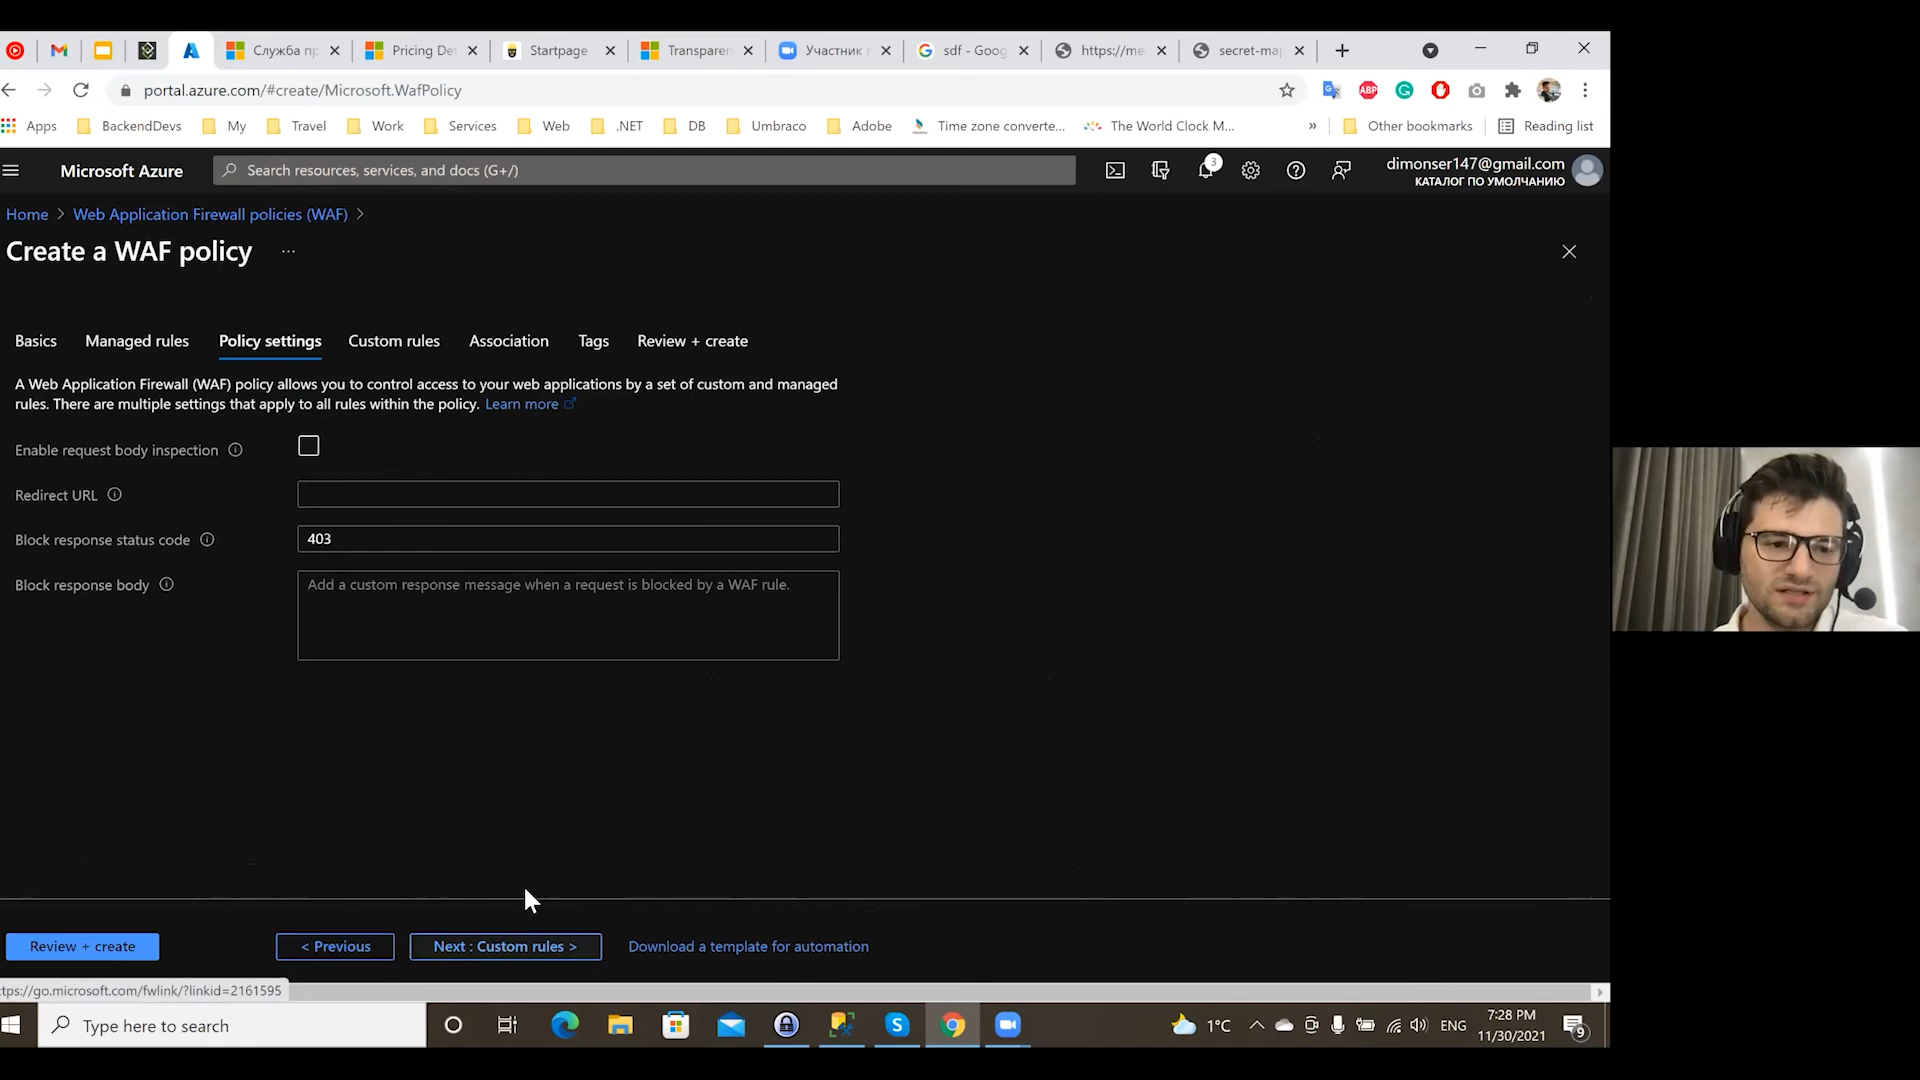 Служба пр
Pricing Det
Startpage
Transparen
Участник г
sdf - Goog
https://me
secret-map
portal.azure.com/#create/Microsoft.WafPolicy
ABP
Apps
BackendDevs
My
Travel
Work
Services
Web
.NET
DB
Umbraco
Adobe
Time zone converte...
The World Clock M...
»
Other bookmarks
Reading list
Microsoft Azure
Search resources, services, and docs (G+/)
3
dimonser147@gmail.com
КАТАЛОГ ПО УМОЛЧАНИЮ
Home > Web Application Firewall policies (WAF) >
Create a WAF policy ...
Basics
Managed rules
Policy settings
Custom rules
Association
Tags
Review + create
A Web Application Firewall (WAF) policy allows you to control access to your web applications by a set of custom and managed
rules. There are multiple settings that apply to all rules within the policy. Learn more
Enable request body inspection
Redirect URL
Block response status code
403
Block response body
Add a custom response message when a request is blocked by a WAF rule.
Review + create
< Previous
Next : Custom rules >
Download a template for automation
ttps://go.microsoft.com/fwlink/?linkid=2161595
Type here to search
1°C
ENG
7:28 PM
11/30/2021
9